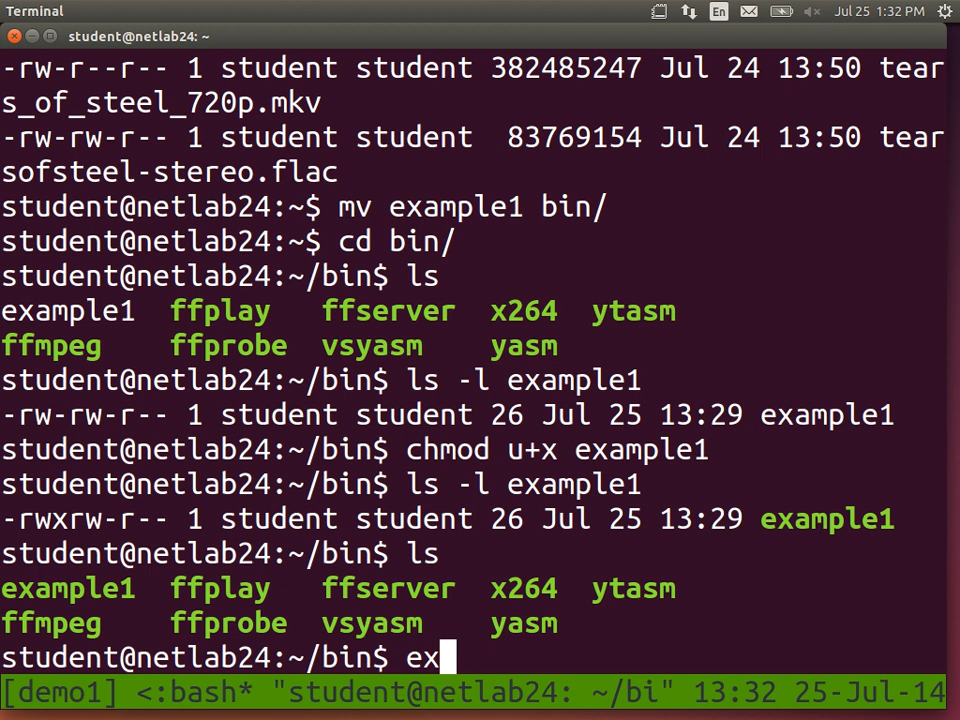 Terminal
En
Jul 25 1:32 PM
student@netlab24: ~
-rw-r--r-- 1 student student 382485247 Jul 24 13:50 tear
s_of_steel_720p.mkv
-rw-rw-r-- 1 student student  83769154 Jul 24 13:50 tear
sofsteel-stereo.flac
student@netlab24:~$ mv example1 bin/
student@netlab24:~$ cd bin/
student@netlab24:~/bin$ ls
example1  ffplay   ffserver  x264  ytasm
ffmpeg    ffprobe  vsyasm    yasm
student@netlab24:~/bin$ ls -l example1
-rw-rw-r-- 1 student student 26 Jul 25 13:29 example1
student@netlab24:~/bin$ chmod u+x example1
student@netlab24:~/bin$ ls -l example1
-rwxrw-r-- 1 student student 26 Jul 25 13:29 example1
student@netlab24:~/bin$ ls
example1  ffplay   ffserver  x264  ytasm
ffmpeg    ffprobe  vsyasm    yasm
student@netlab24:~/bin$ ex
[demo1] <:bash* "student@netlab24: ~/bi" 13:32 25-Jul-14